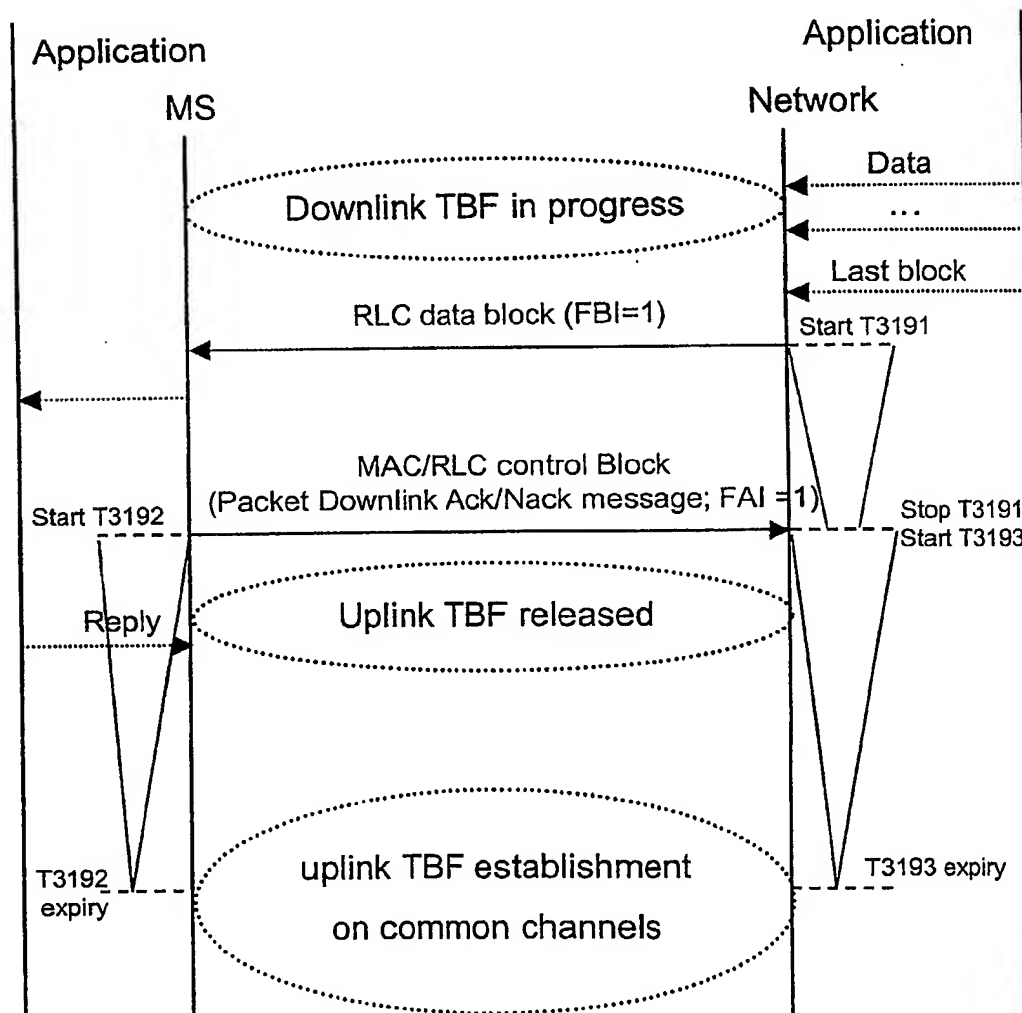 Application
Application
MS
Network
Data
Downlink TBF in progress
...
Last block
RLC data block (FBI=1)
Start T3191
MAC/RLC control Block
(Packet Downlink Ack/Nack message; FAI =1)
Start T3192
Stop T3191
Start T3193
Reply
Uplink TBF released
uplink TBF establishment
on common channels
T3192
expiry
T3193 expiry